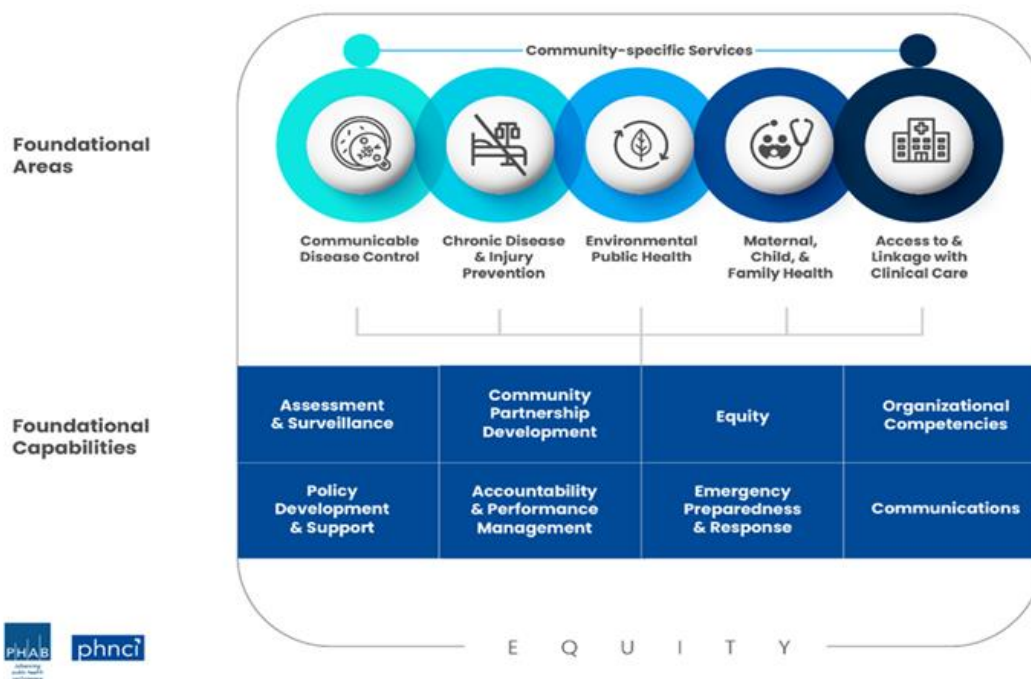 Community-specific Services
Foundational
Areas
Communicable
Disease Control
Chronic Disease
& Injury
Prevention
Environmental
Public Health
Maternal,
Child, &
Family Health
Access to &
Linkage with
Clinical Care
Foundational
Capabilities
Assessment
& Surveillance
Community
Partnership
Development
Equity
Organizational
Competencies
Policy
Development
& Support
Accountability
& Performance
Management
Emergency
Preparedness
& Response
Communications
PHAB
phnci
EQUITY